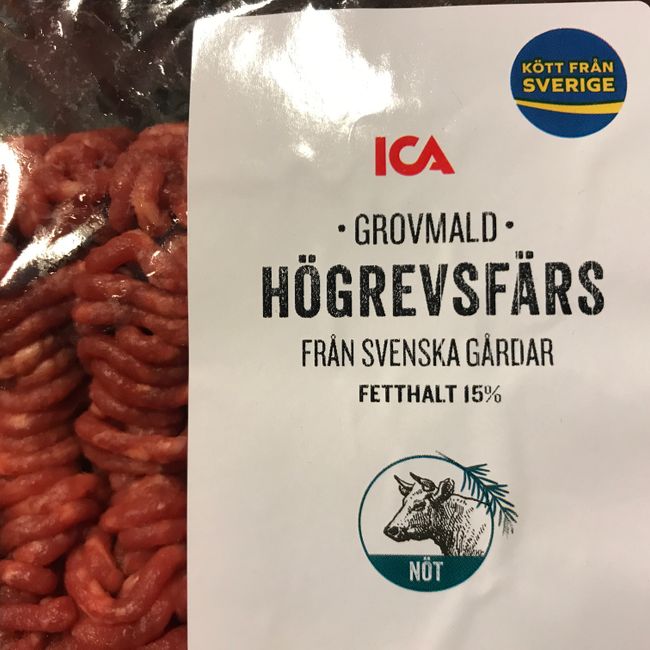 KÖTT FRÅN
SVERIGE
ICA
• GROVMALD •
HÖGREVSFÄRS
FRÅN SVENSKA GÅRDAR
FETTHALT 15%
NÖT